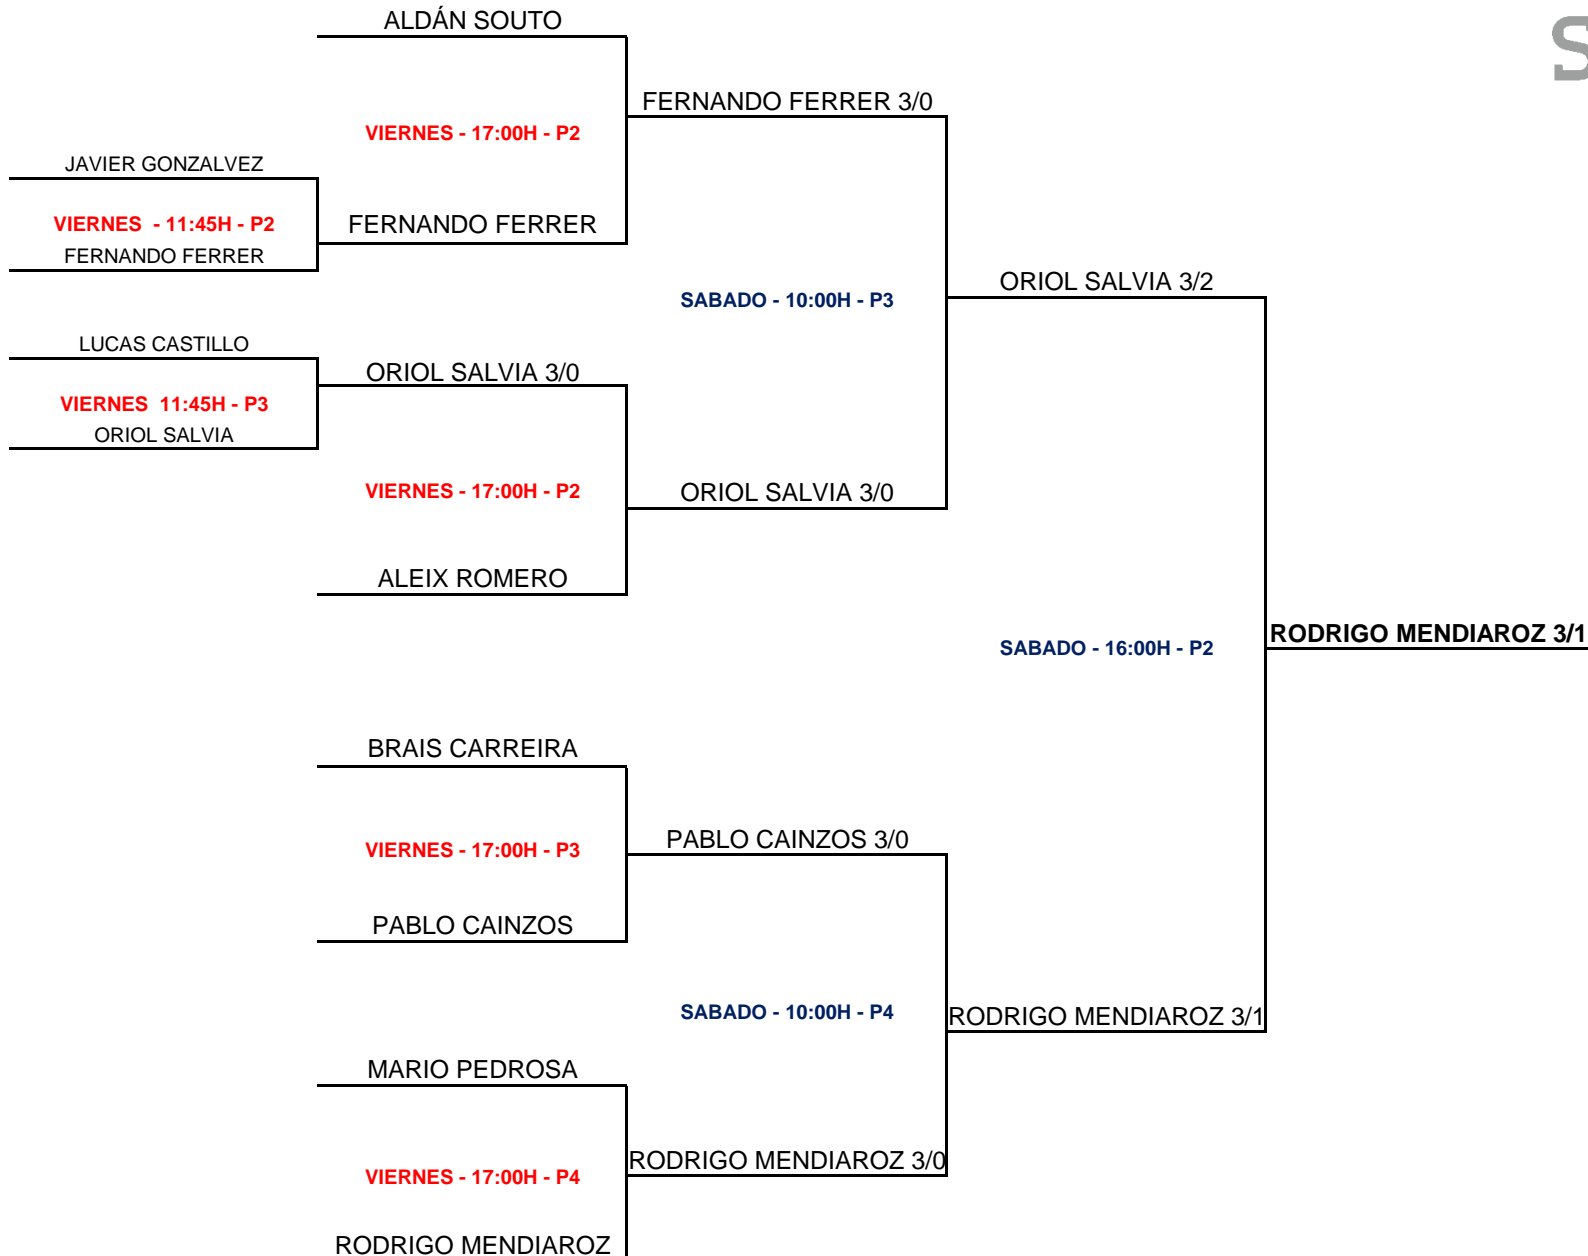 ALDÁN SOUTO
FERNANDO FERRER 3/0
VIERNES - 17:00H - P2
JAVIER GONZALVEZ
VIERNES  - 11:45H - P2
FERNANDO FERRER
FERNANDO FERRER
ORIOL SALVIA 3/2
SABADO - 10:00H - P3
LUCAS CASTILLO
ORIOL SALVIA 3/0
VIERNES  11:45H - P3
ORIOL SALVIA
VIERNES - 17:00H - P2
ORIOL SALVIA 3/0
ALEIX ROMERO
RODRIGO MENDIAROZ 3/1
SABADO - 16:00H - P2
BRAIS CARREIRA
PABLO CAINZOS 3/0
VIERNES - 17:00H - P3
PABLO CAINZOS
SABADO - 10:00H - P4
RODRIGO MENDIAROZ 3/1
MARIO PEDROSA
RODRIGO MENDIAROZ 3/0
VIERNES - 17:00H - P4
RODRIGO MENDIAROZ